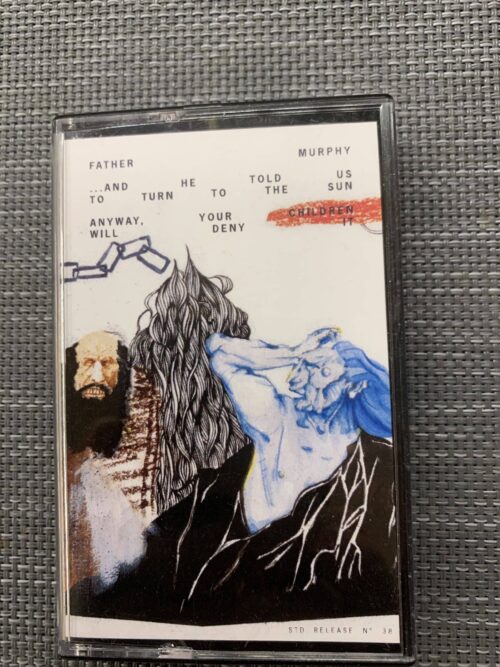 FATHER MURPHY
...AND HE TOLD US
TO TURN TO THE SUN
ANYWAY, YOUR CHILDREN
WILL DENY IT
STD RELEASE N° 38